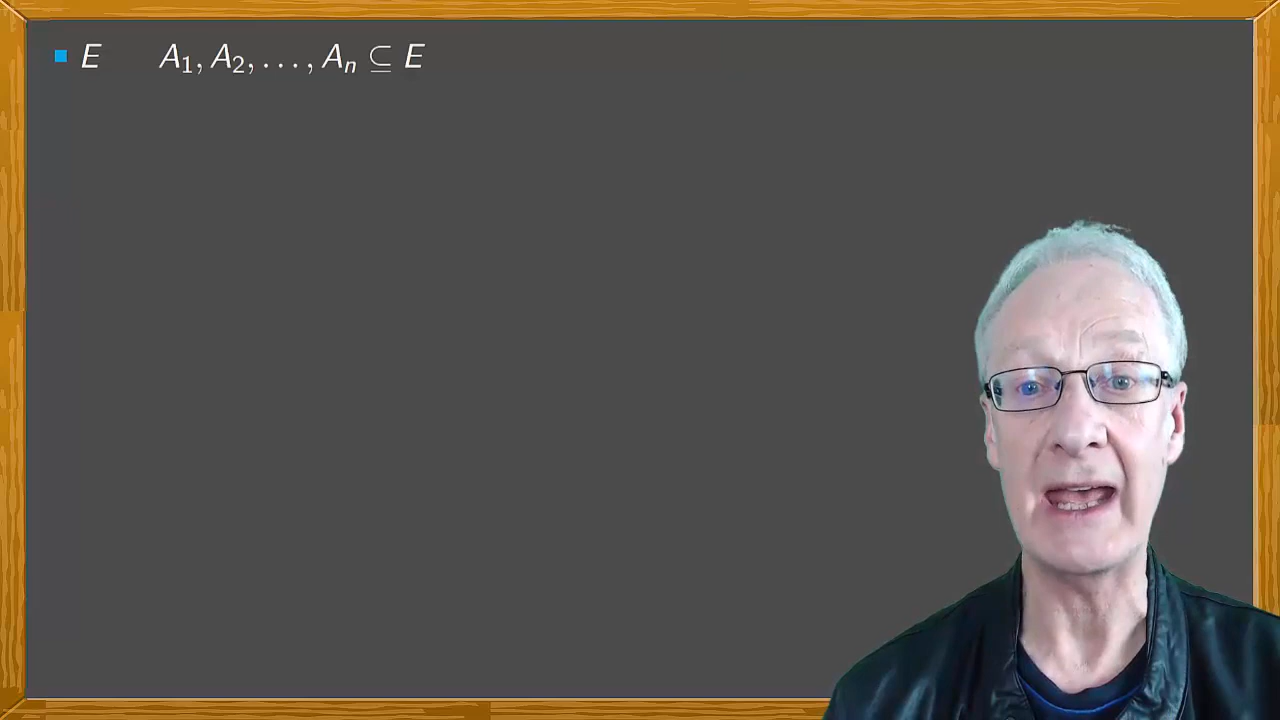 E A₁, A₂, …, Aₙ ⊆ E